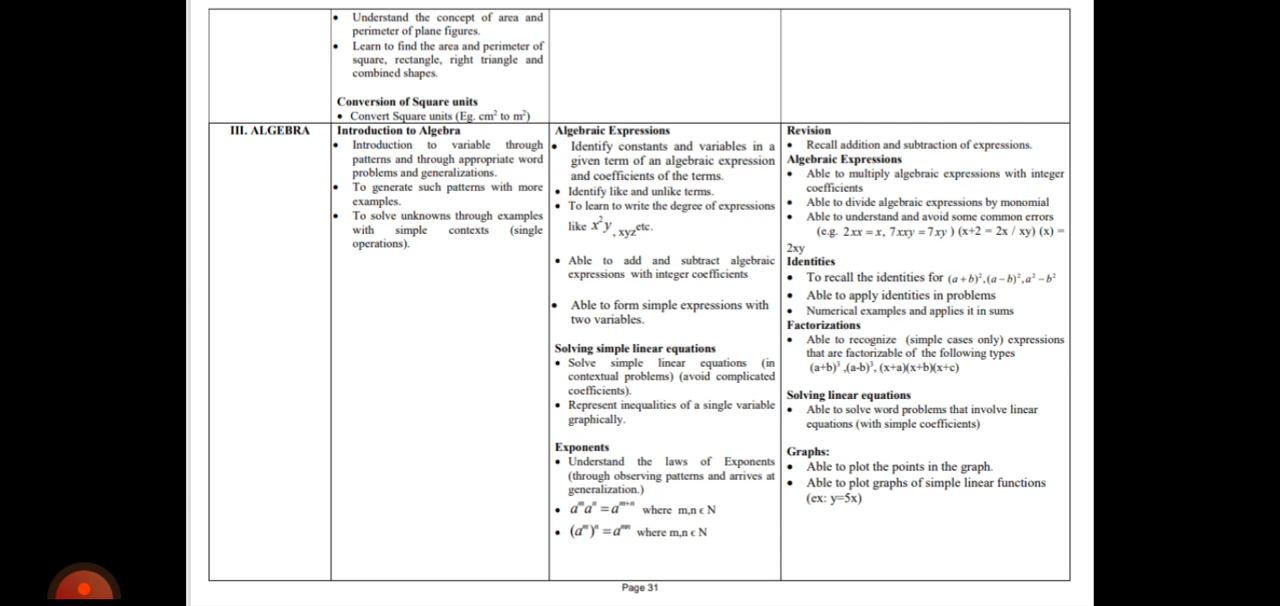 • Understand the concept of area and
perimeter of plane figures.
• Learn to find the area and perimeter of
square, rectangle, right triangle and
combined shapes.
Conversion of Square units
• Convert Square units (Eg. cm² to m²)
III. ALGEBRA
Introduction to Algebra
• Introduction to variable through
patterns and through appropriate word
problems and generalizations.
• To generate such patterns with more
examples.
• To solve unknowns through examples
with simple contexts (single
operations).
Algebraic Expressions
• Identify constants and variables in a
given term of an algebraic expression
and coefficients of the terms.
• Identify like and unlike terms.
• To learn to write the degree of expressions
like x²y , xyz etc.
• Able to add and subtract algebraic
expressions with integer coefficients
• Able to form simple expressions with
two variables.
Solving simple linear equations
• Solve simple linear equations (in
contextual problems) (avoid complicated
coefficients).
• Represent inequalities of a single variable
graphically.
Exponents
• Understand the laws of Exponents
(through observing patterns and arrives at
generalization.)
• aᵐaⁿ = aᵐ⁺ⁿ where m,n є N
• (aᵐ)ⁿ = aᵐⁿ where m,n є N
Revision
• Recall addition and subtraction of expressions.
Algebraic Expressions
• Able to multiply algebraic expressions with integer
coefficients
• Able to divide algebraic expressions by monomial
• Able to understand and avoid some common errors
(e.g. 2xx = x, 7xxy = 7xy ) (x+2 = 2x / xy) (x) =
2xy
Identities
• To recall the identities for (a + b)², (a − b)², a² − b²
• Able to apply identities in problems
• Numerical examples and applies it in sums
Factorizations
• Able to recognize (simple cases only) expressions
that are factorizable of the following types
(a+b)³ ,(a-b)³, (x+a)(x+b)(x+c)
Solving linear equations
• Able to solve word problems that involve linear
equations (with simple coefficients)
Graphs:
• Able to plot the points in the graph.
• Able to plot graphs of simple linear functions
(ex: y=5x)
Page 31